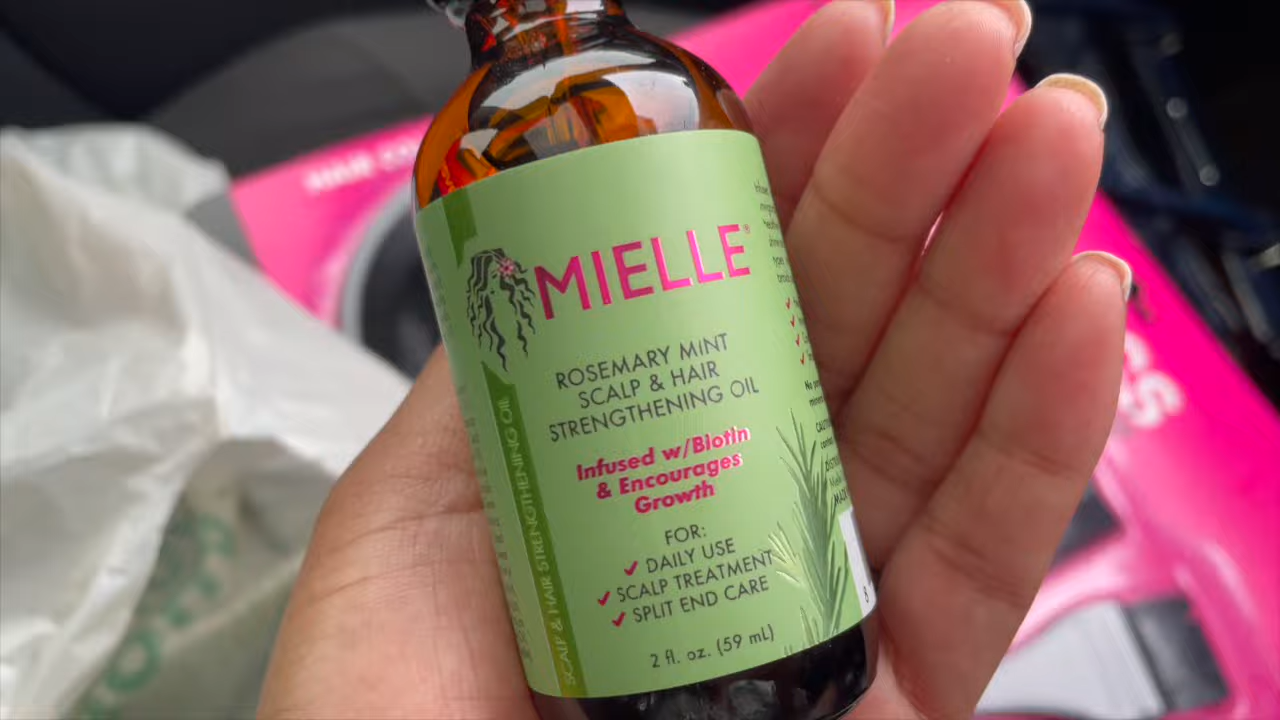 HAIR
MIELLE®
ROSEMARY MINT
SCALP & HAIR
STRENGTHENING OIL
Infused w/Biotin
& Encourages
Growth
FOR:
✓ DAILY USE
✓ SCALP TREATMENT
✓ SPLIT END CARE
2 fl. oz. (59 mL)
SCALP & HAIR STRENGTHENING OIL